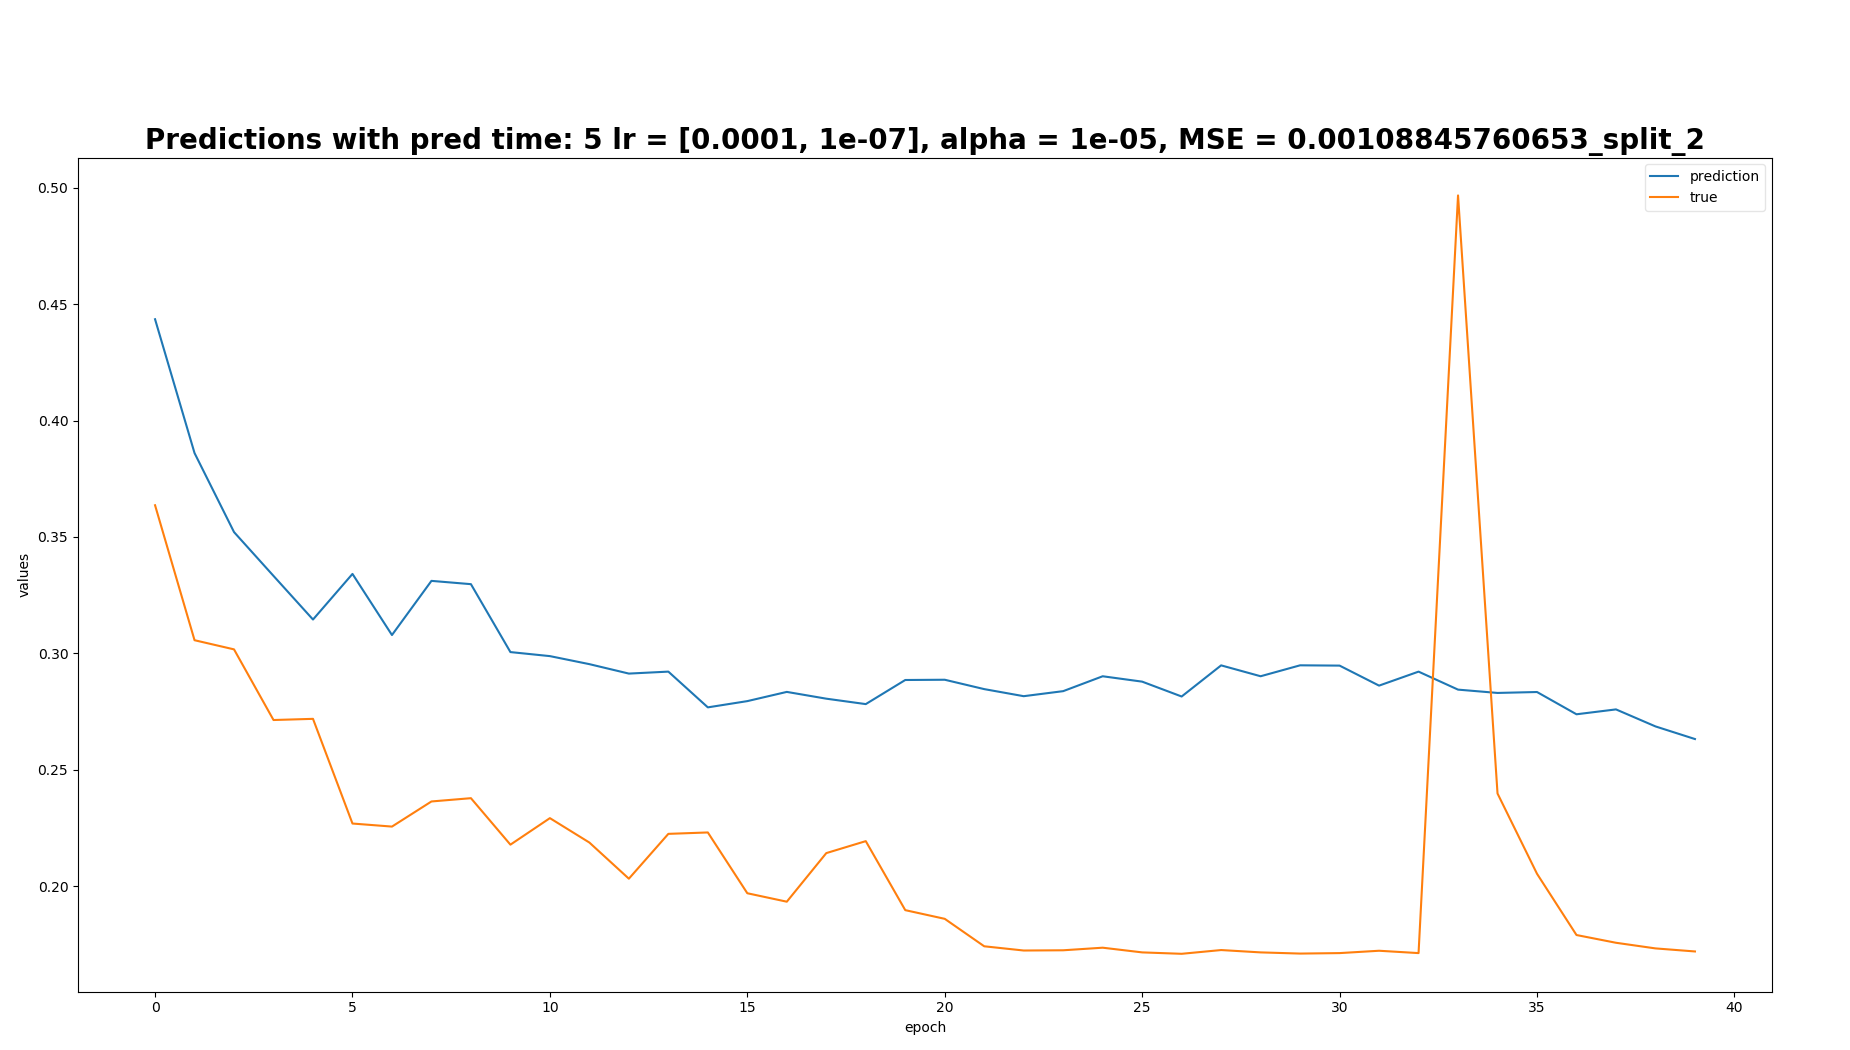 Predictions with pred time: 5 lr = [0.0001, 1e-07], alpha = 1e-05, MSE = 0.00108845760653_split_2
prediction
true
values
0.50
0.45
0.40
0.35
0.30
0.25
0.20
0 5 10 15 20 25 30 35 40
epoch